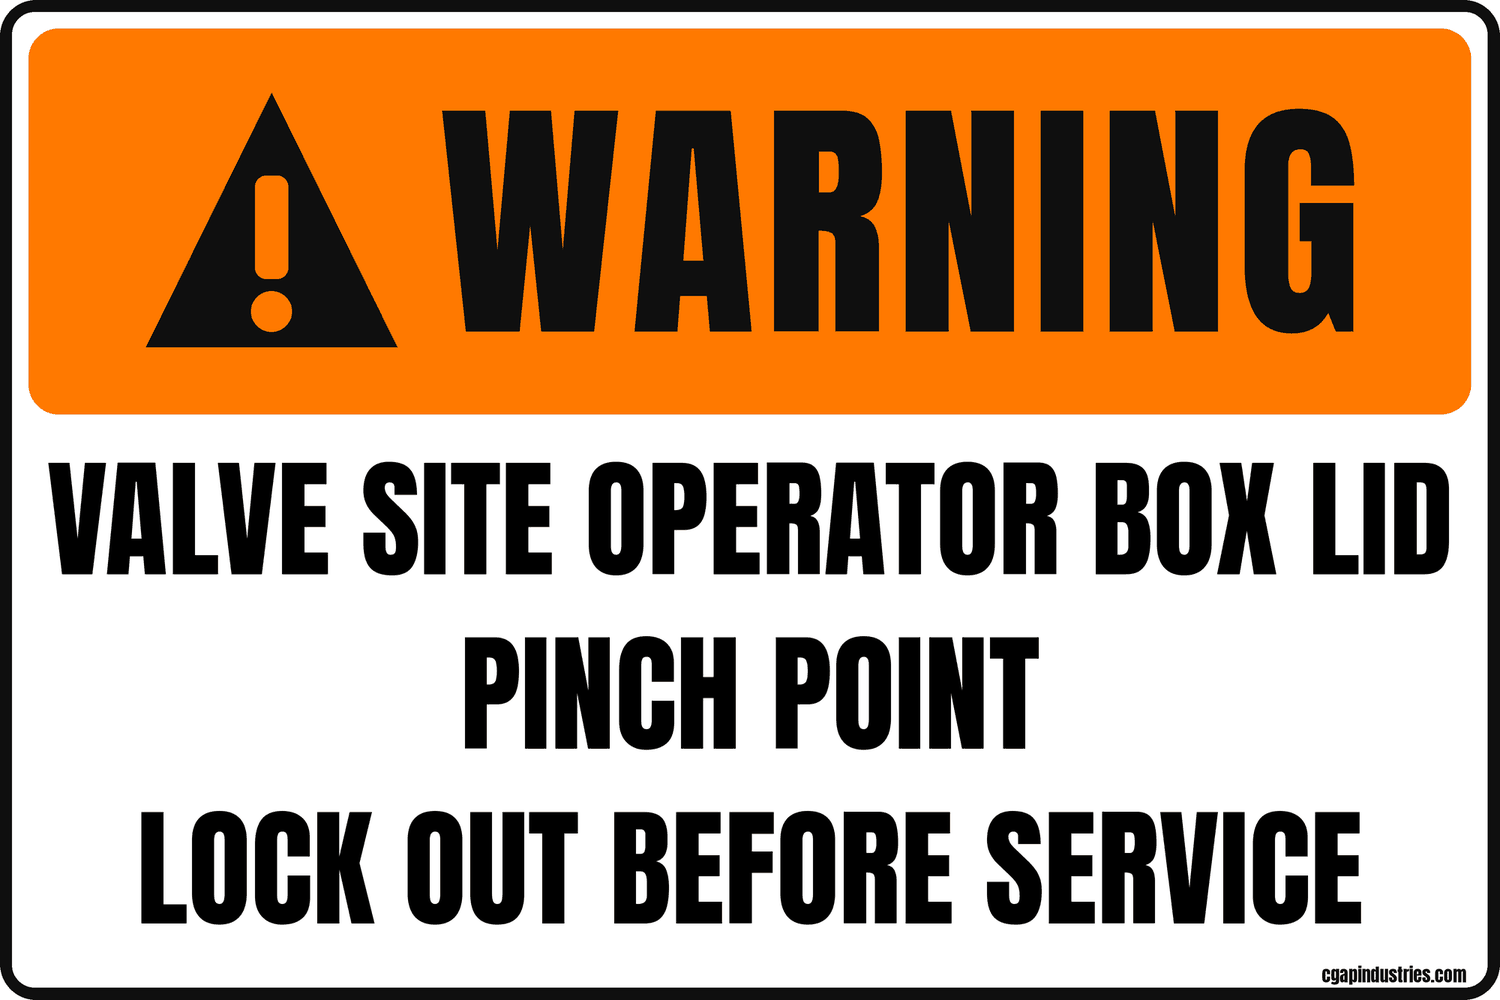 WARNING
VALVE SITE OPERATOR BOX LID
PINCH POINT
LOCK OUT BEFORE SERVICE
cgapindustries.com